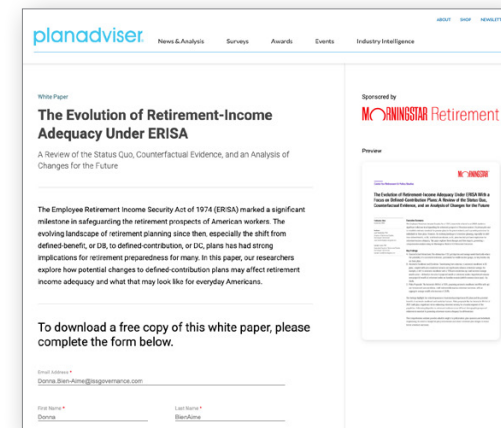 ABOUT SHOP NEWSLETT
planadviser.
News & Analysis Surveys Awards Events Industry Intelligence
White Paper
The Evolution of Retirement-Income
Adequacy Under ERISA
A Review of the Status Quo, Counterfactual Evidence, and an Analysis of
Changes for the Future
The Employee Retirement Income Security Act of 1974 (ERISA) marked a significant
milestone in safeguarding the retirement prospects of American workers. The
evolving landscape of retirement planning since then, especially the shift from
defined-benefit, or DB, to defined-contribution, or DC, plans has had strong
implications for retirement preparedness for many. In this paper, our researchers
explore how potential changes to defined-contribution plans may affect retirement
income adequacy and what that may look like for everyday Americans.
To download a free copy of this white paper, please
complete the form below.
Email Address *
Donna.Bien-Aime@issgovernance.com
First Name *
Donna
Last Name *
BienAime
Sponsored by
MORNINGSTAR Retirement
Preview
MORNINGSTAR
The Evolution of Retirement-Income Adequacy Under ERISA With a
Focus on Defined-Contribution Plans: A Review of the Status Quo,
Counterfactual Evidence, and an Analysis of Changes for the Future